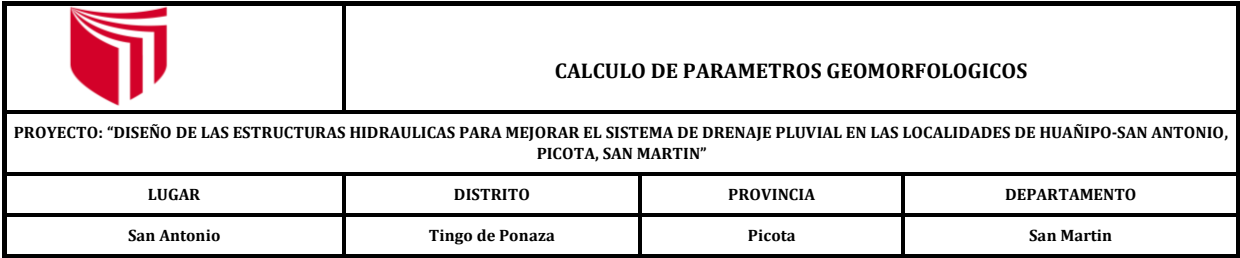 CALCULO DE PARAMETROS GEOMORFOLOGICOS
PROYECTO: “DISEÑO DE LAS ESTRUCTURAS HIDRAULICAS PARA MEJORAR EL SISTEMA DE DRENAJE PLUVIAL EN LAS LOCALIDADES DE HUAÑIPO-SAN ANTONIO,
PICOTA, SAN MARTIN”
LUGAR DISTRITO PROVINCIA DEPARTAMENTO
San Antonio Tingo de Ponaza Picota San Martin